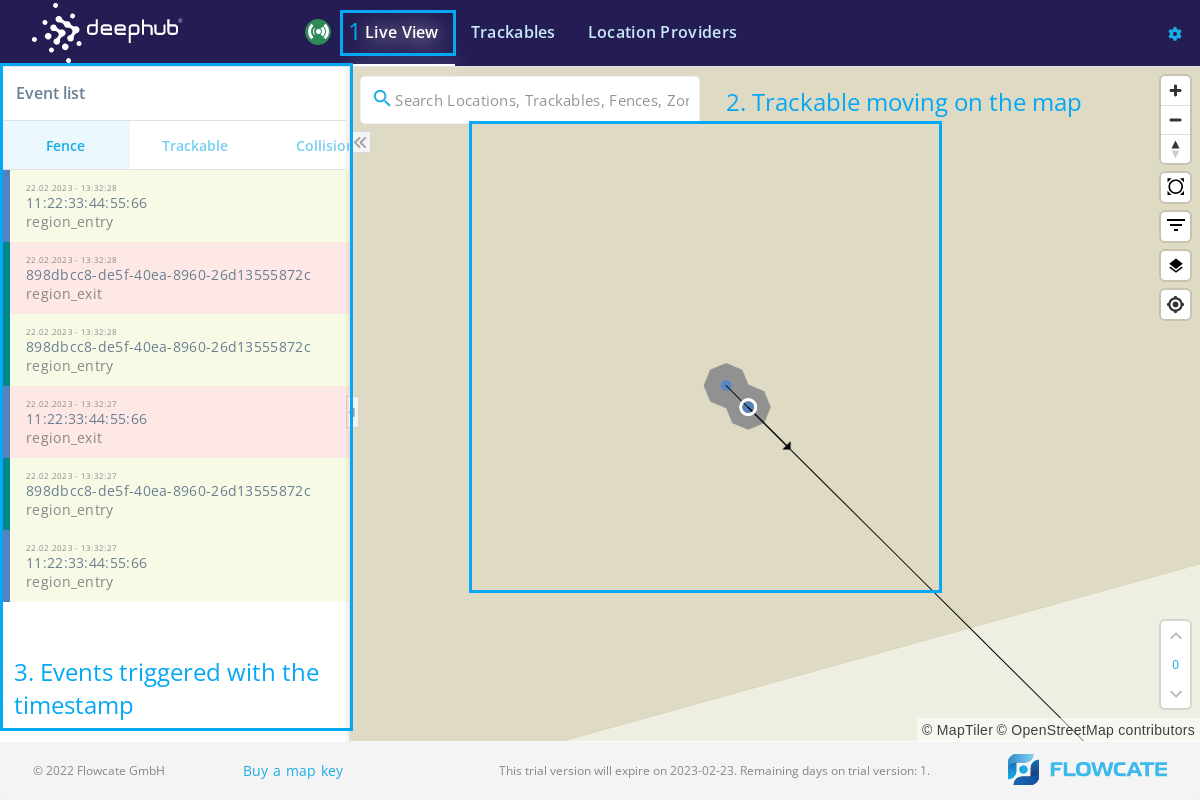 deephub
1 Live View
Trackables
Location Providers
Event list
Search Locations, Trackables, Fences, Zor
2. Trackable moving on the map
Fence
Trackable
Collision
22.02.2023 - 13:32:28
11:22:33:44:55:66
region_entry
22.02.2023 - 13:32:28
898dbcc8-de5f-40ea-8960-26d13555872c
region_exit
22.02.2023 - 13:32:28
898dbcc8-de5f-40ea-8960-26d13555872c
region_entry
22.02.2023 - 13:32:27
11:22:33:44:55:66
region_exit
22.02.2023 - 13:32:27
898dbcc8-de5f-40ea-8960-26d13555872c
region_entry
22.02.2023 - 13:32:27
11:22:33:44:55:66
region_entry
3. Events triggered with the
timestamp
0
© MapTiler © OpenStreetMap contributors
© 2022 Flowcate GmbH
Buy a map key
This trial version will expire on 2023-02-23. Remaining days on trial version: 1.
FLOWCATE